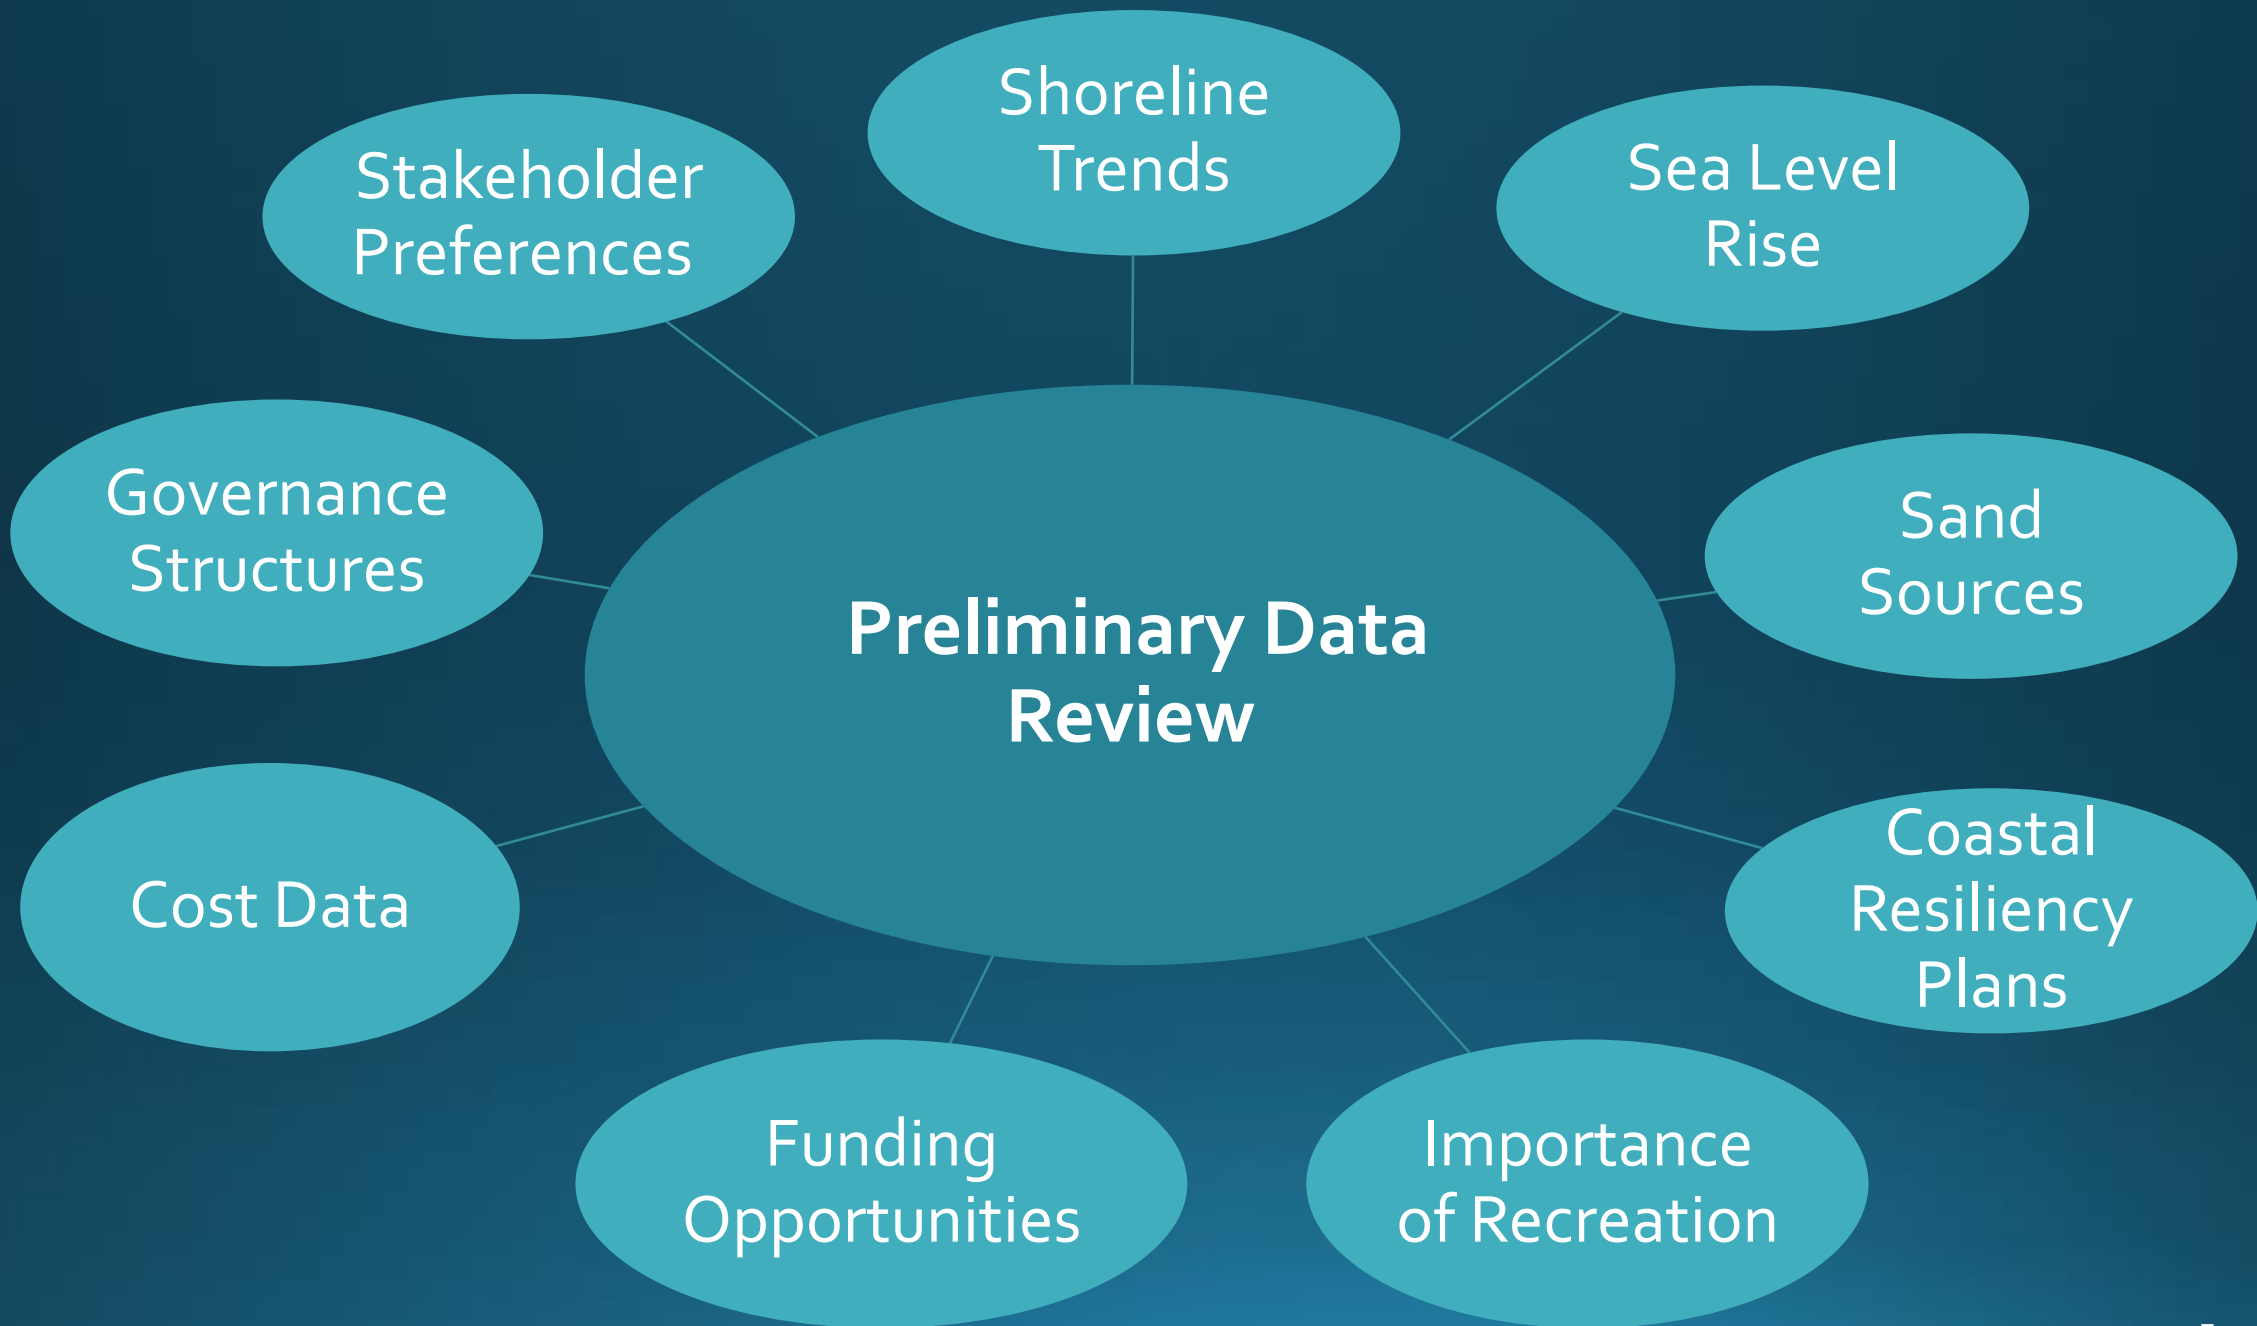 Shoreline
Trends
Stakeholder
Preferences
Sea Level
Rise
Governance
Structures
Sand
Sources
Preliminary Data
Review
Cost Data
Coastal
Resiliency
Plans
Funding
Opportunities
Importance
of Recreation